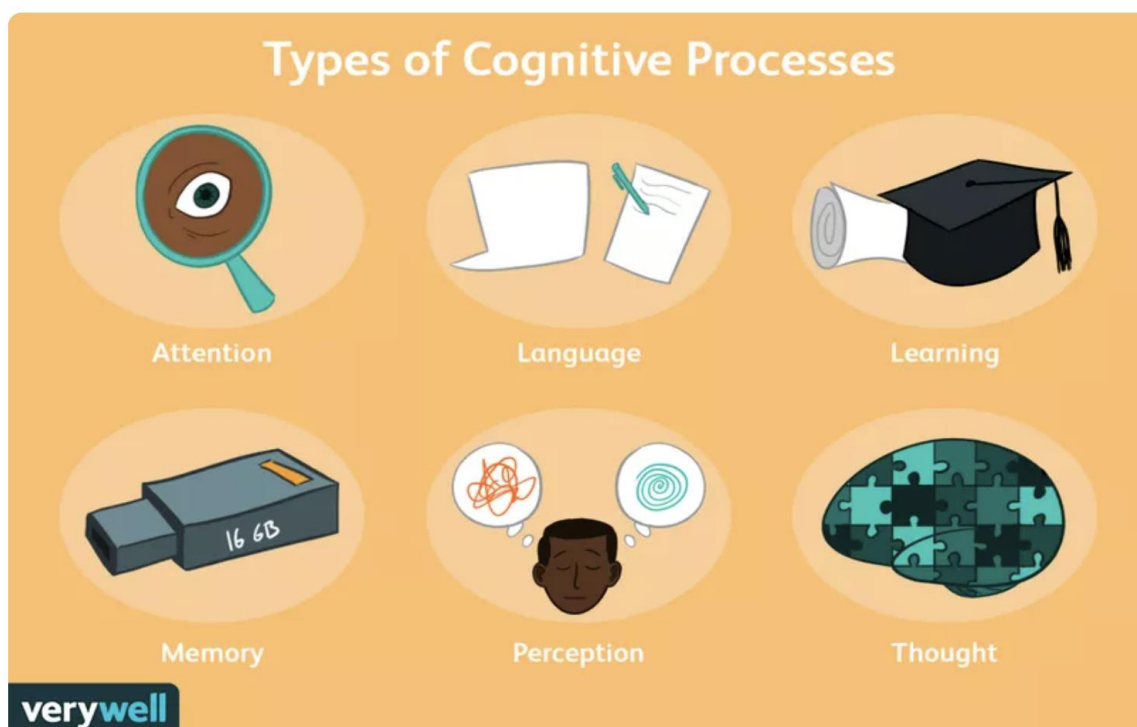 Types of Cognitive Processes
Attention
Language
Learning
16 GB
Memory
Perception
Thought
verywell